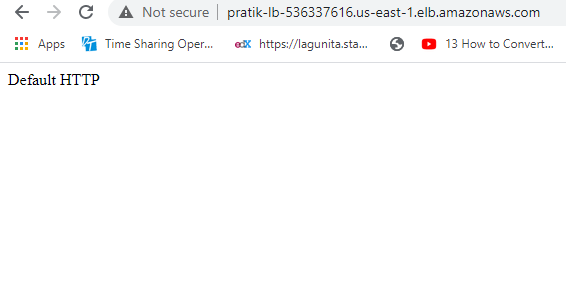 Not secure | pratik-lb-536337616.us-east-1.elb.amazonaws.com
Apps Time Sharing Oper... edX https://lagunita.sta... 13 How to Convert...
Default HTTP